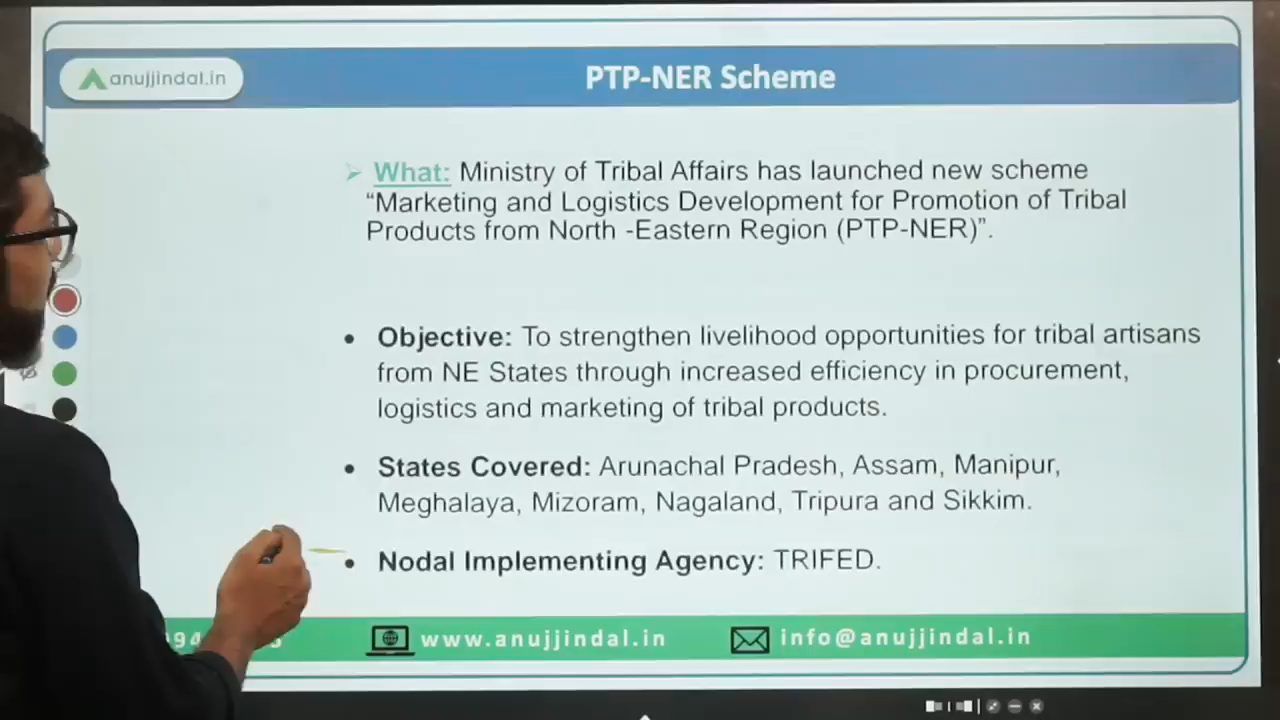 anujjindal.in
PTP-NER Scheme
What: Ministry of Tribal Affairs has launched new scheme
“Marketing and Logistics Development for Promotion of Tribal
Products from North -Eastern Region (PTP-NER)”.
Objective: To strengthen livelihood opportunities for tribal artisans
from NE States through increased efficiency in procurement,
logistics and marketing of tribal products.
States Covered: Arunachal Pradesh, Assam, Manipur,
Meghalaya, Mizoram, Nagaland, Tripura and Sikkim.
Nodal Implementing Agency: TRIFED.
www.anujjindal.in
info@anujjindal.in